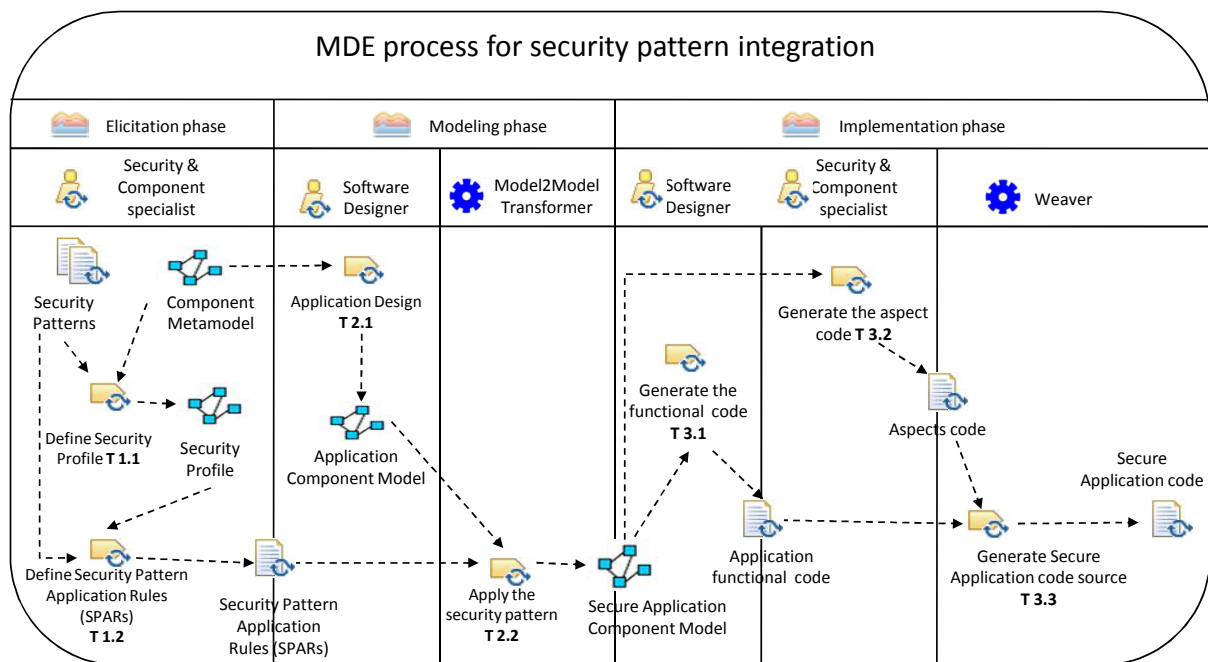 MDE process for security pattern integration
Elicitation phase
Modeling phase
Implementation phase
Security &
Component
specialist
Software
Designer
Model2Model
Transformer
Software
Designer
Security &
Component
specialist
Weaver
Security
Patterns
Component
Metamodel
Application Design
T 2.1
Generate the aspect
code T 3.2
Define Security
Profile T 1.1
Security
Profile
Application
Component Model
Generate the
functional code
T 3.1
Aspects code
Secure
Application code
Define Security Pattern
Application Rules
(SPARs)
T 1.2
Security Pattern
Application
Rules (SPARs)
Apply the
security pattern
T 2.2
Secure Application
Component Model
Application
functional code
Generate Secure
Application code source
T 3.3